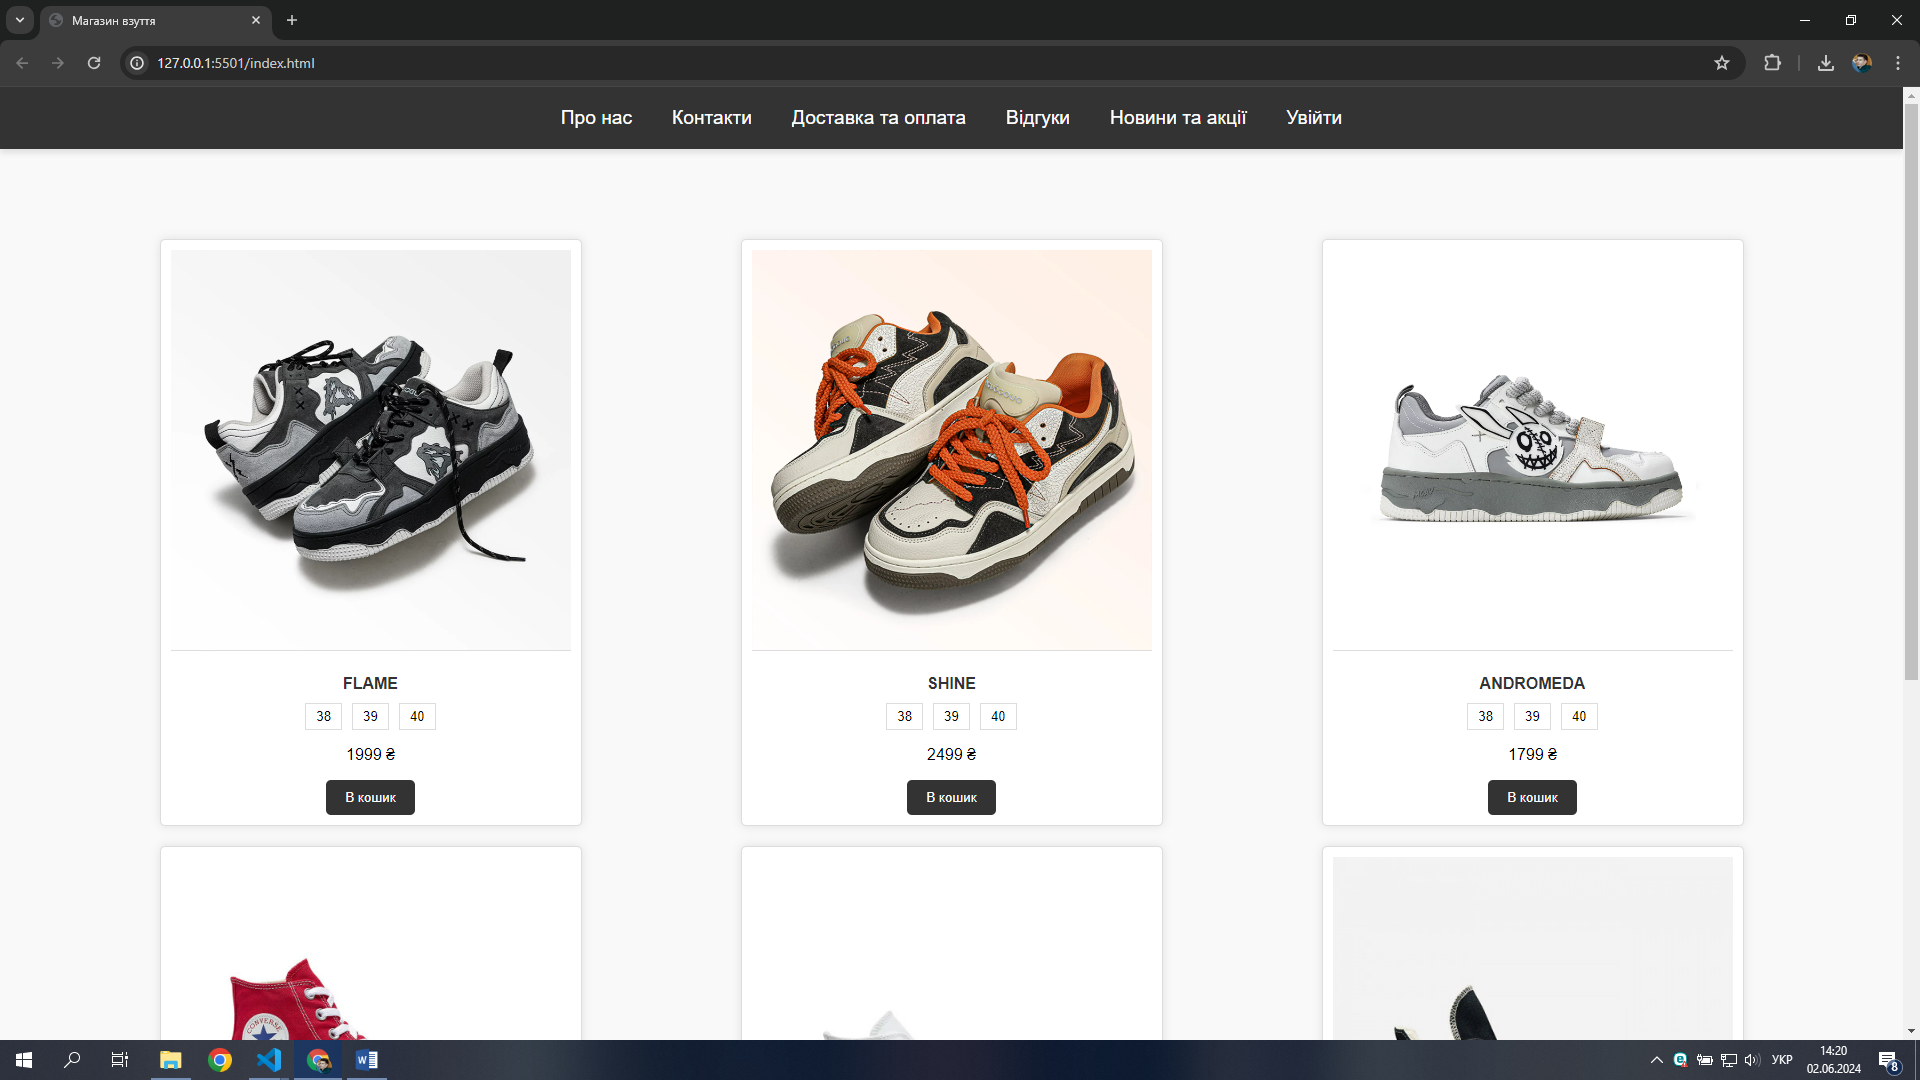 Магазин взуття
127.0.0.1:5501/index.html
Про нас Контакти Доставка та оплата Відгуки Новини та акції Увійти
FLAME
38 39 40
1999 ₴
В кошик
SHINE
38 39 40
2499 ₴
В кошик
ANDROMEDA
38 39 40
1799 ₴
В кошик
CONVERSE
УКР
14:20
02.06.2024
8